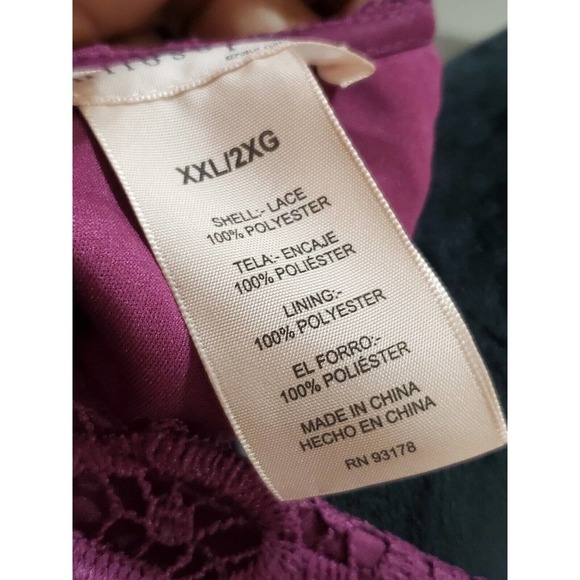 XXL/2XG
SHELL:- LACE
100% POLYESTER
TELA:- ENCAJE
100% POLIÉSTER
LINING:-
100% POLYESTER
EL FORRO:-
100% POLIÉSTER
MADE IN CHINA
HECHO EN CHINA
RN 93178